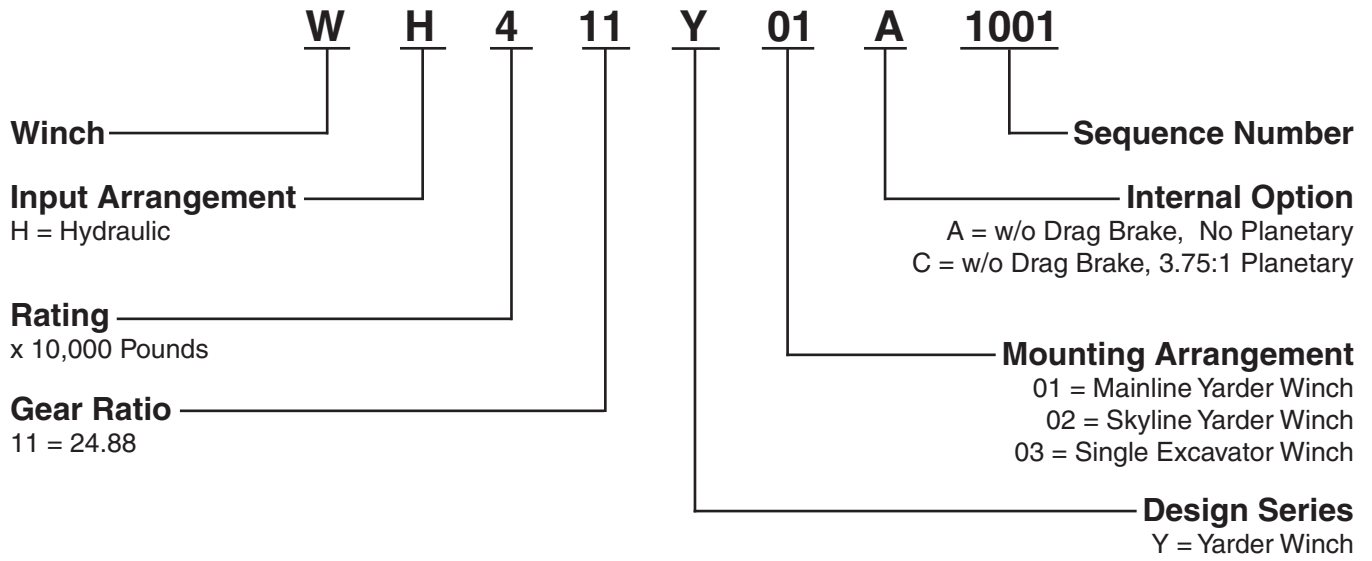 W H 4 11 Y 01 A 1001
Winch
Input Arrangement
H = Hydraulic
Rating
x 10,000 Pounds
Gear Ratio
11 = 24.88
Sequence Number
Internal Option
A = w/o Drag Brake, No Planetary
C = w/o Drag Brake, 3.75:1 Planetary
Mounting Arrangement
01 = Mainline Yarder Winch
02 = Skyline Yarder Winch
03 = Single Excavator Winch
Design Series
Y = Yarder Winch